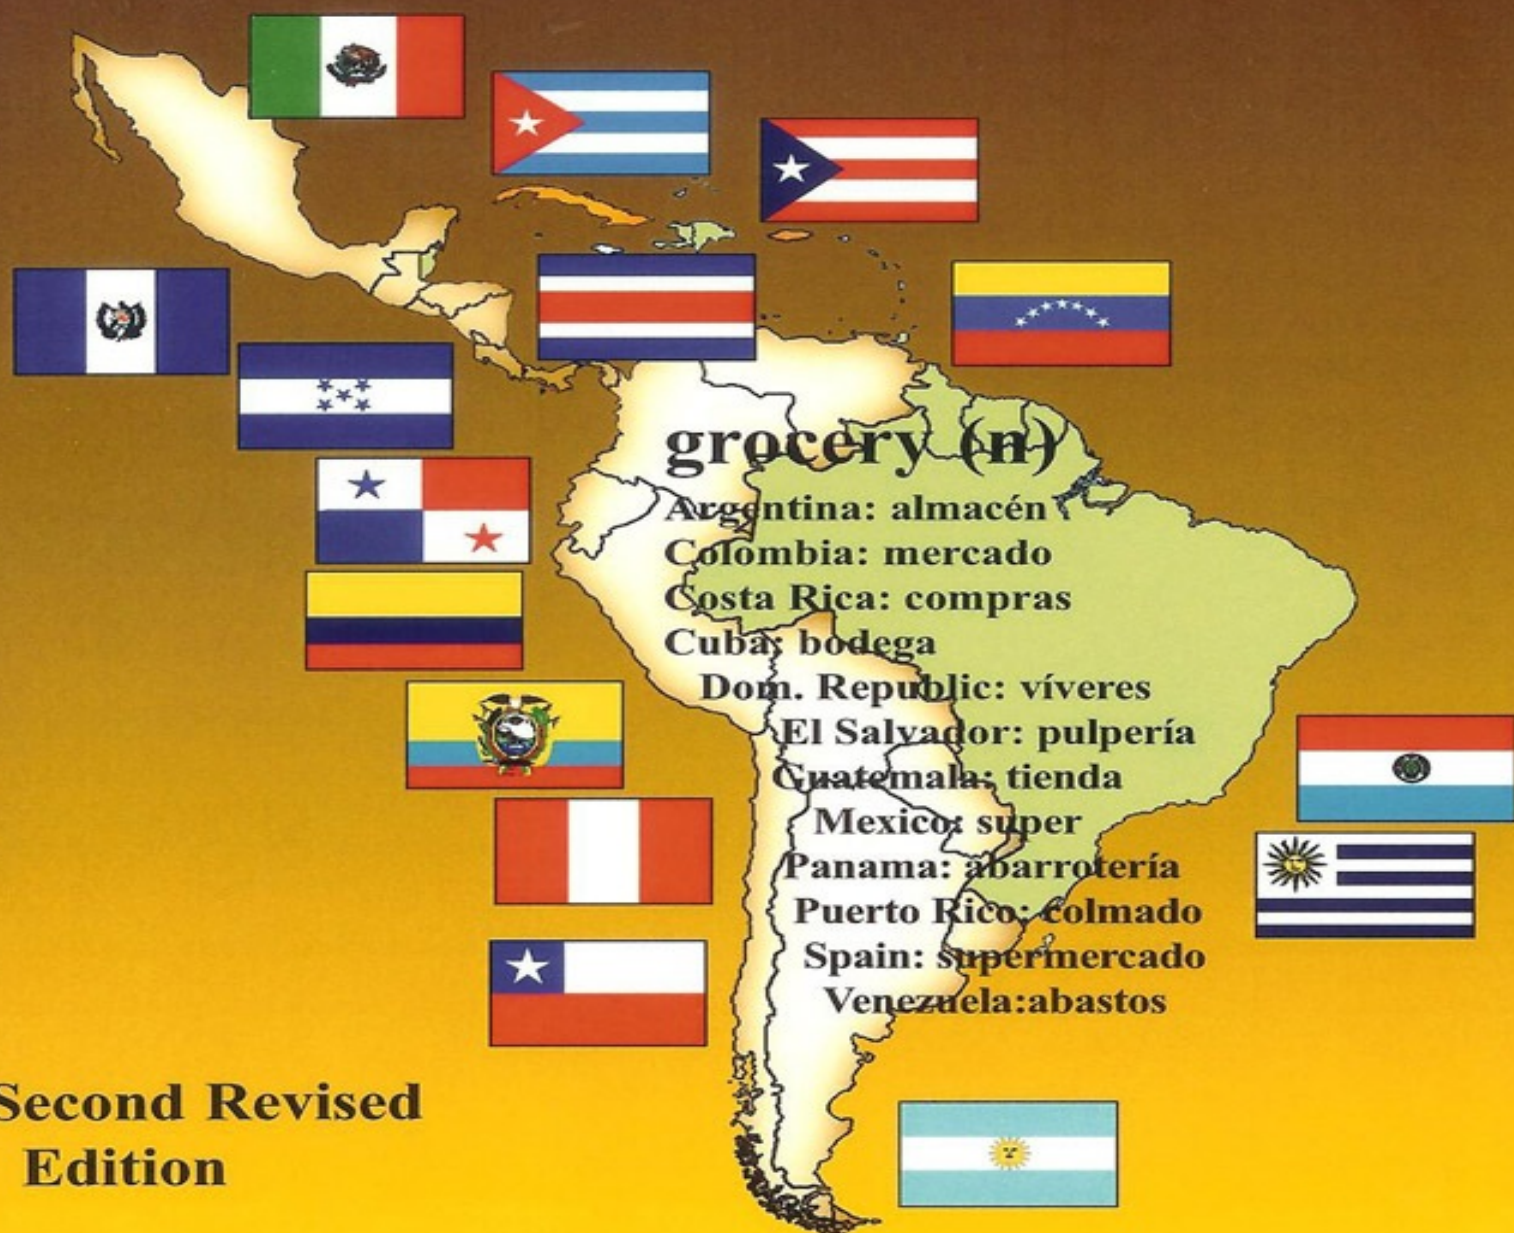 grocery (n)
Argentina: almacén
Colombia: mercado
Costa Rica: compras
Cuba: bodega
Dom. Republic: víveres
El Salvador: pulpería
Guatemala: tienda
Mexico: super
Panama: abarrotería
Puerto Rico: colmado
Spain: supermercado
Venezuela:abastos
Second Revised
Edition